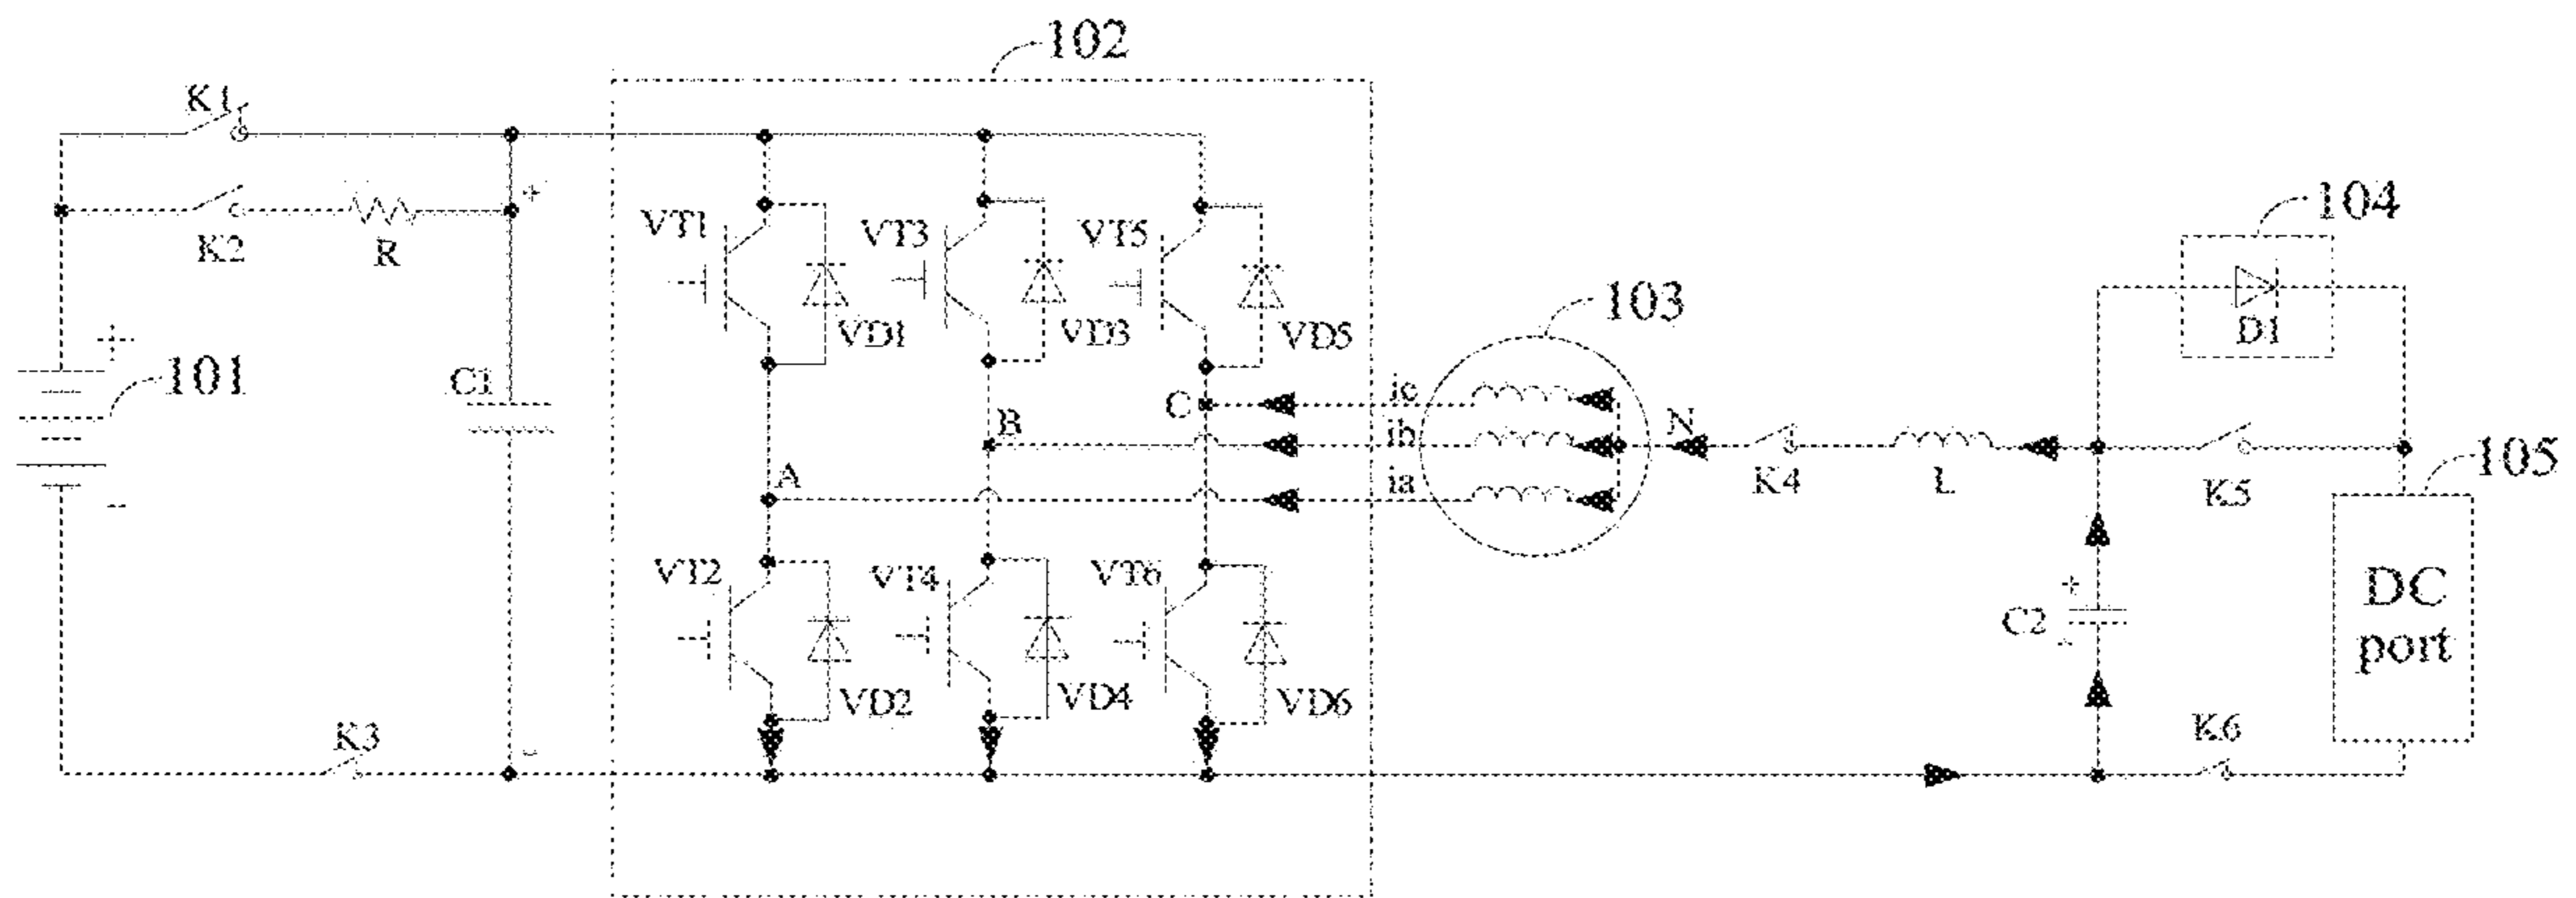 102
K1
+
104
VT1
VT3
VT5
K2
R
103
D1
+
VD1
VD3
VD5
101
C1
ic
C
N
B
ib
105
A
ia
K4
L
K5
-
VT2
VT4
VT6
+
C2
-
DC
port
VD2
VD4
VD6
K3
K6
-